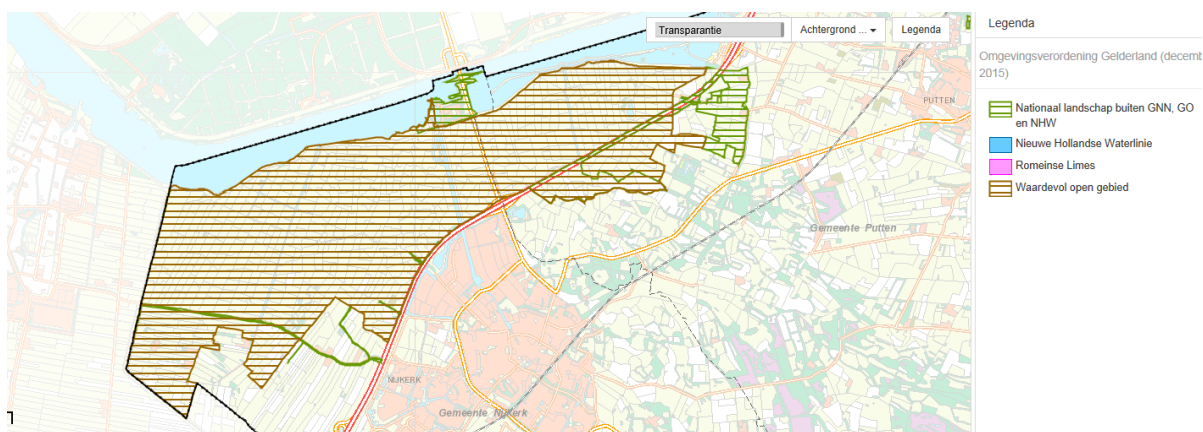 Transparantie
Achtergrond ...
Legenda
Legenda
Omgevingsverordening Gelderland (decemb
2015)
Nationaal landschap buiten GNN, GO
en NHW
Nieuwe Hollandse Waterlinie
Romeinse Limes
Waardevol open gebied
PUTTEN
Gemeente Putten
NIJKERK
Gemeente Nijkerk